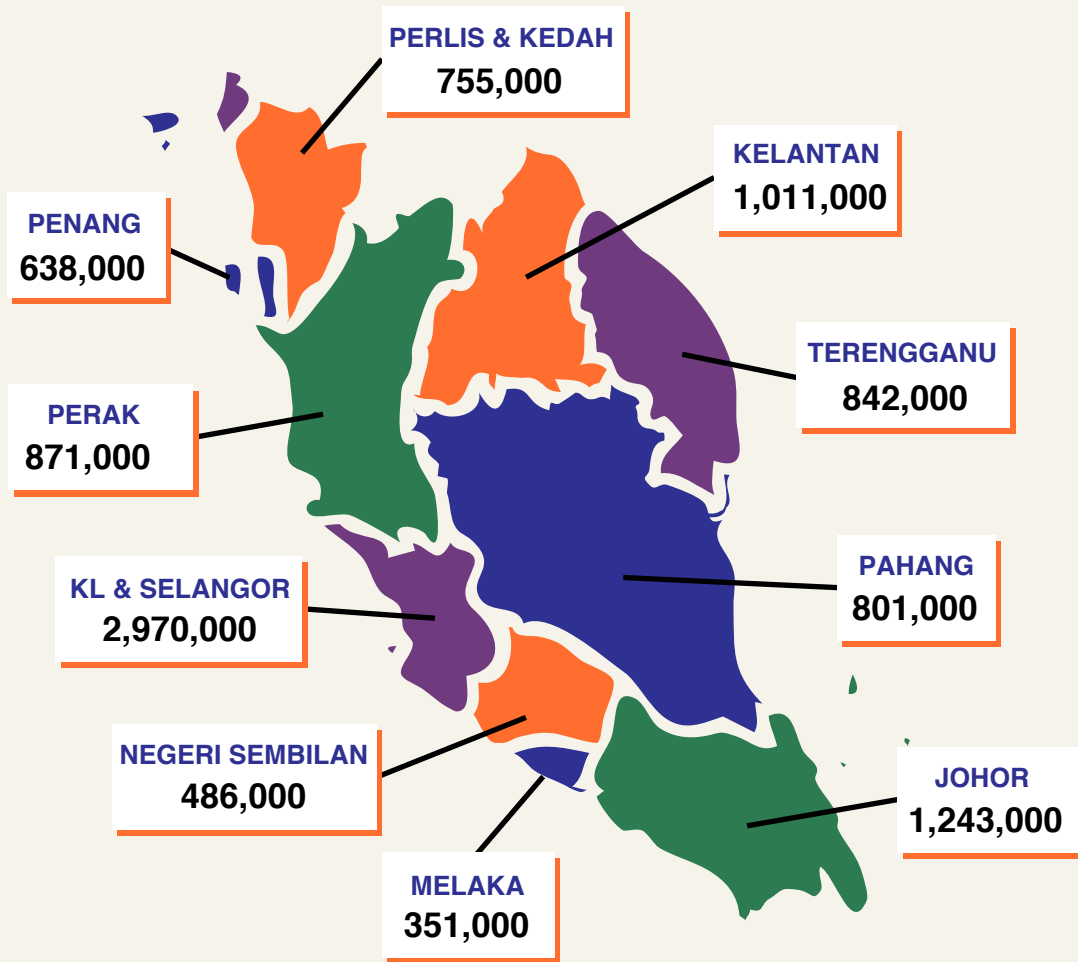 PERLIS & KEDAH
755,000
KELANTAN
1,011,000
PENANG
638,000
TERENGGANU
842,000
PERAK
871,000
PAHANG
801,000
KL & SELANGOR
2,970,000
NEGERI SEMBILAN
486,000
JOHOR
1,243,000
MELAKA
351,000